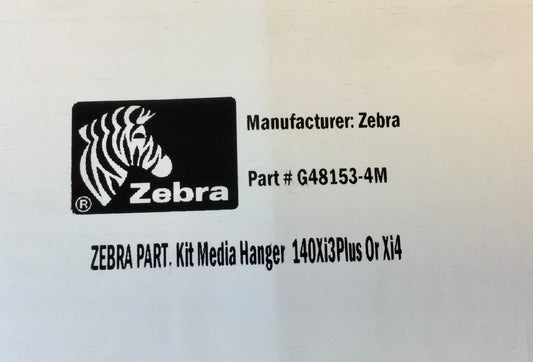 Manufacturer: Zebra
Zebra
®
Part # G48153-4M
ZEBRA PART. Kit Media Hanger 140Xi3Plus Or Xi4